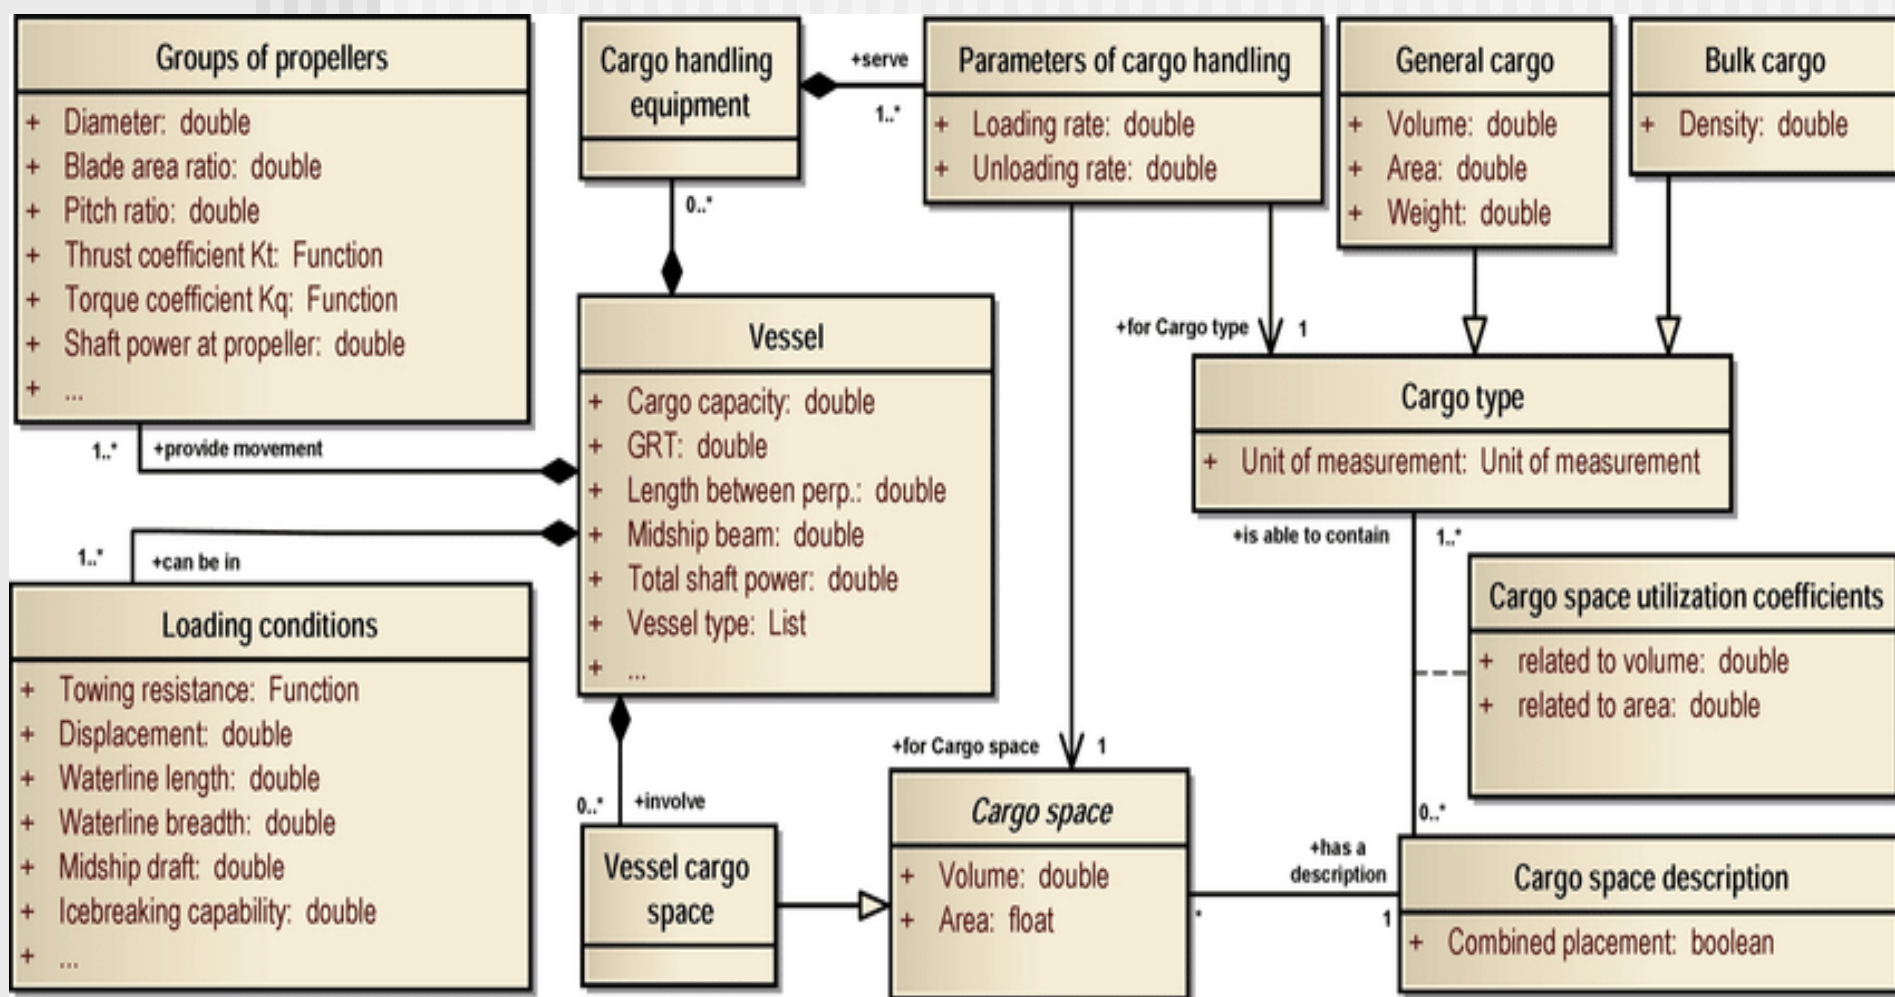 Groups of propellers
+ Diameter: double
+ Blade area ratio: double
+ Pitch ratio: double
+ Thrust coefficient Kt: Function
+ Torque coefficient Kq: Function
+ Shaft power at propeller: double
+ ...
Cargo handling
equipment
+serve
1..*
Parameters of cargo handling
+ Loading rate: double
+ Unloading rate: double
General cargo
+ Volume: double
+ Area: double
+ Weight: double
Bulk cargo
+ Density: double
0..*
Vessel
+ Cargo capacity: double
+ GRT: double
+ Length between perp.: double
+ Midship beam: double
+ Total shaft power: double
+ Vessel type: List
+ ...
+for Cargo type
1
Cargo type
+ Unit of measurement: Unit of measurement
1..*
+provide movement
1..*
+can be in
Loading conditions
+ Towing resistance: Function
+ Displacement: double
+ Waterline length: double
+ Waterline breadth: double
+ Midship draft: double
+ Icebreaking capability: double
+ ...
+is able to contain
1..*
Cargo space utilization coefficients
+ related to volume: double
+ related to area: double
0..*
+involve
Vessel cargo
space
+for Cargo space
1
Cargo space
+ Volume: double
+ Area: float
*
+has a
description
1
0..*
Cargo space description
+ Combined placement: boolean